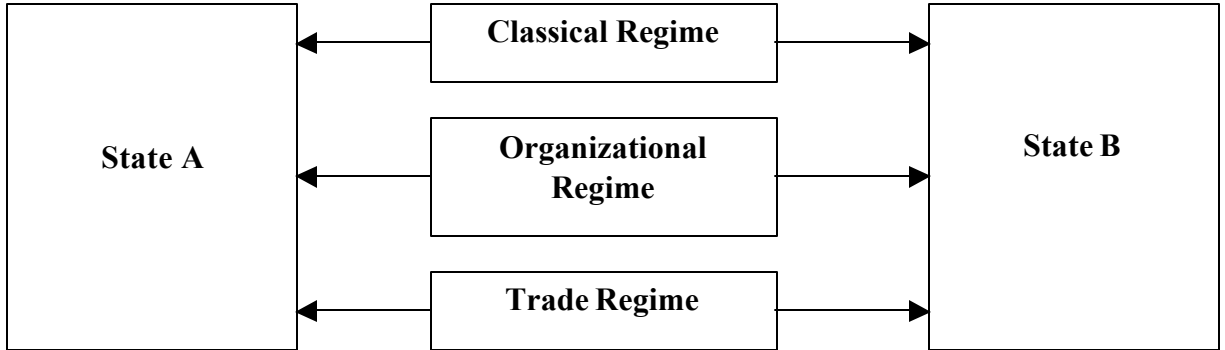 Classical Regime
State A
Organizational
Regime
State B
Trade Regime